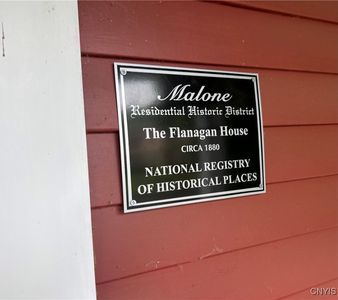 Malone
Residential Historic District
The Flanagan House
CIRCA 1880
NATIONAL REGISTRY
OF HISTORICAL PLACES
CNYIS